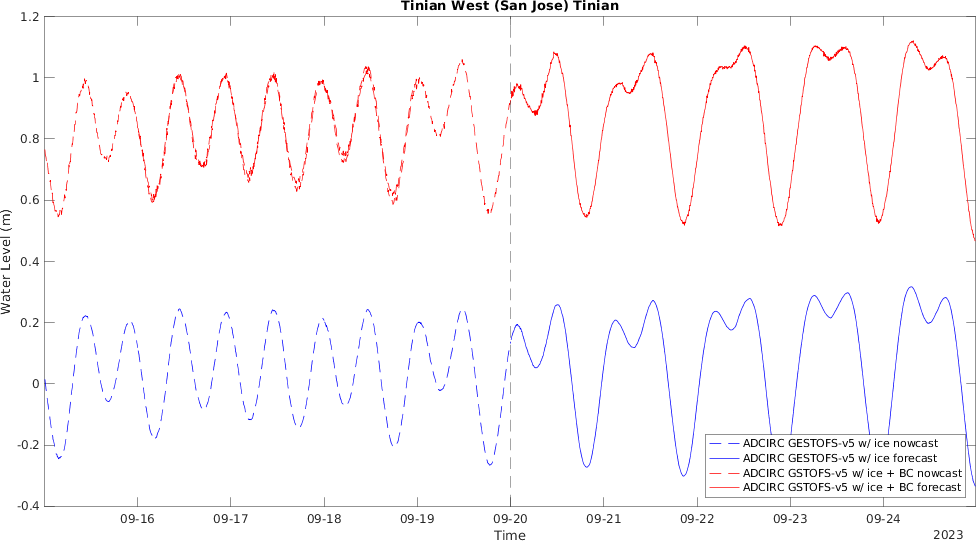 Tinian West (San Jose) Tinian
1.2
1
0.8
0.6
0.4
0.2
0
-0.2
-0.4
Water Level (m)
ADCIRC GESTOFS-v5 w/ ice nowcast
ADCIRC GESTOFS-v5 w/ ice forecast
ADCIRC GSTOFS-v5 w/ ice + BC nowcast
ADCIRC GSTOFS-v5 w/ ice + BC forecast
09-16 09-17 09-18 09-19 09-20 09-21 09-22 09-23 09-24
Time
2023